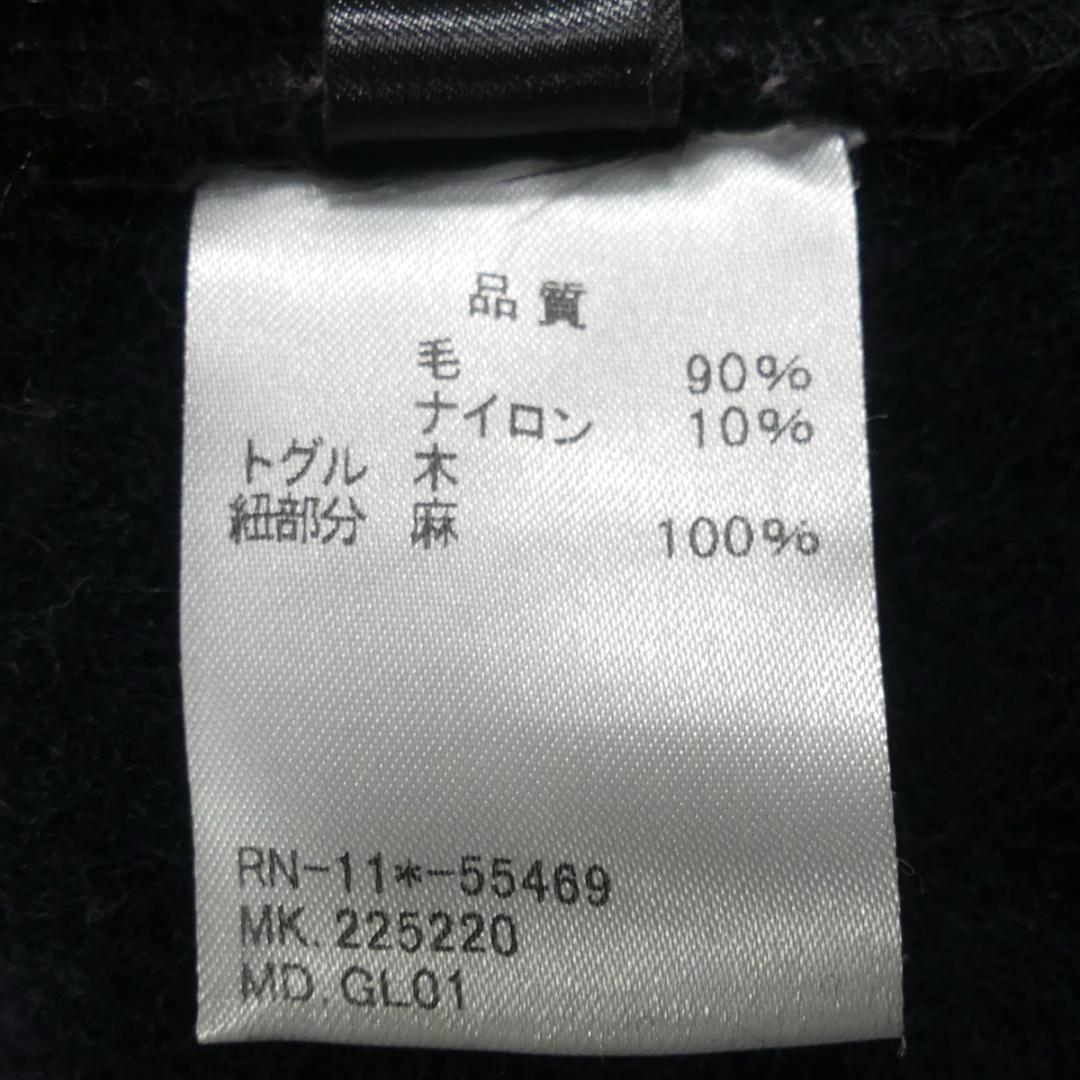 品質
毛 90%
ナイロン 10%
トグル 木
紐部分 麻 100%
RN-11*-55469
MK.225220
MD.GL01